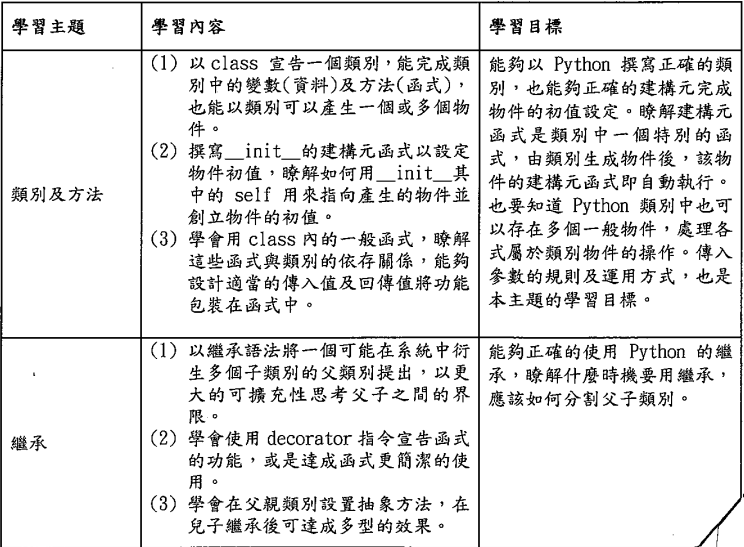 學習主題
學習內容
學習目標
類別及方法
(1) 以 class 宣告一個類別,能完成類
別中的變數(資料)及方法(函式),
也能以類別可以產生一個或多個物
件。
(2) 撰寫__init__的建構元函式以設定
物件初值,瞭解如何用__init__其
中的 self 用來指向產生的物件並
創立物件的初值。
(3) 學會用 class 內的一般函式,瞭解
這些函式與類別的依存關係,能夠
設計適當的傳入值及回傳值將功能
包裝在函式中。
能夠以 Python 撰寫正確的類
別,也能夠正確的建構元完成
物件的初值設定。瞭解建構元
函式是類別中一個特別的函
式,由類別生成物件後,該物
件的建構元函式即自動執行。
也要知道 Python 類別中也可
以存在多個一般物件,處理各
式屬於類別物件的操作。傳入
參數的規則及運用方式,也是
本主題的學習目標。
繼承
(1) 以繼承語法將一個可能在系統中衍
生多個子類別的父類別提出,以更
大的可擴充性思考父子之間的界
限。
(2) 學會使用 decorator 指令宣告函式
的功能,或是達成函式更簡潔的使
用。
(3) 學會在父親類別設置抽象方法,在
兒子繼承後可達成多型的效果。
能夠正確的使用 Python 的繼
承,瞭解什麼時機要用繼承,
應該如何分割父子類別。